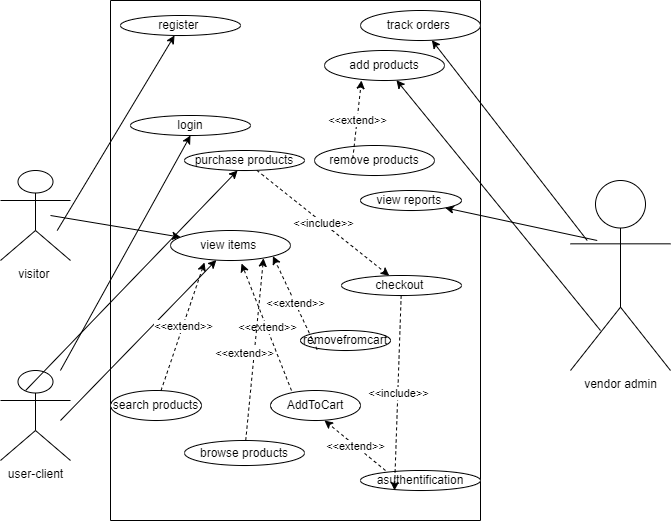 register
track orders
add products
<<extend>>
login
purchase products
remove products
view reports
<<include>>
view items
visitor
checkout
<<extend>>
<<extend>>
<<extend>>
removefromcart
<<extend>>
vendor admin
<<include>>
search products
AddToCart
<<extend>>
browse products
user-client
asuthentification